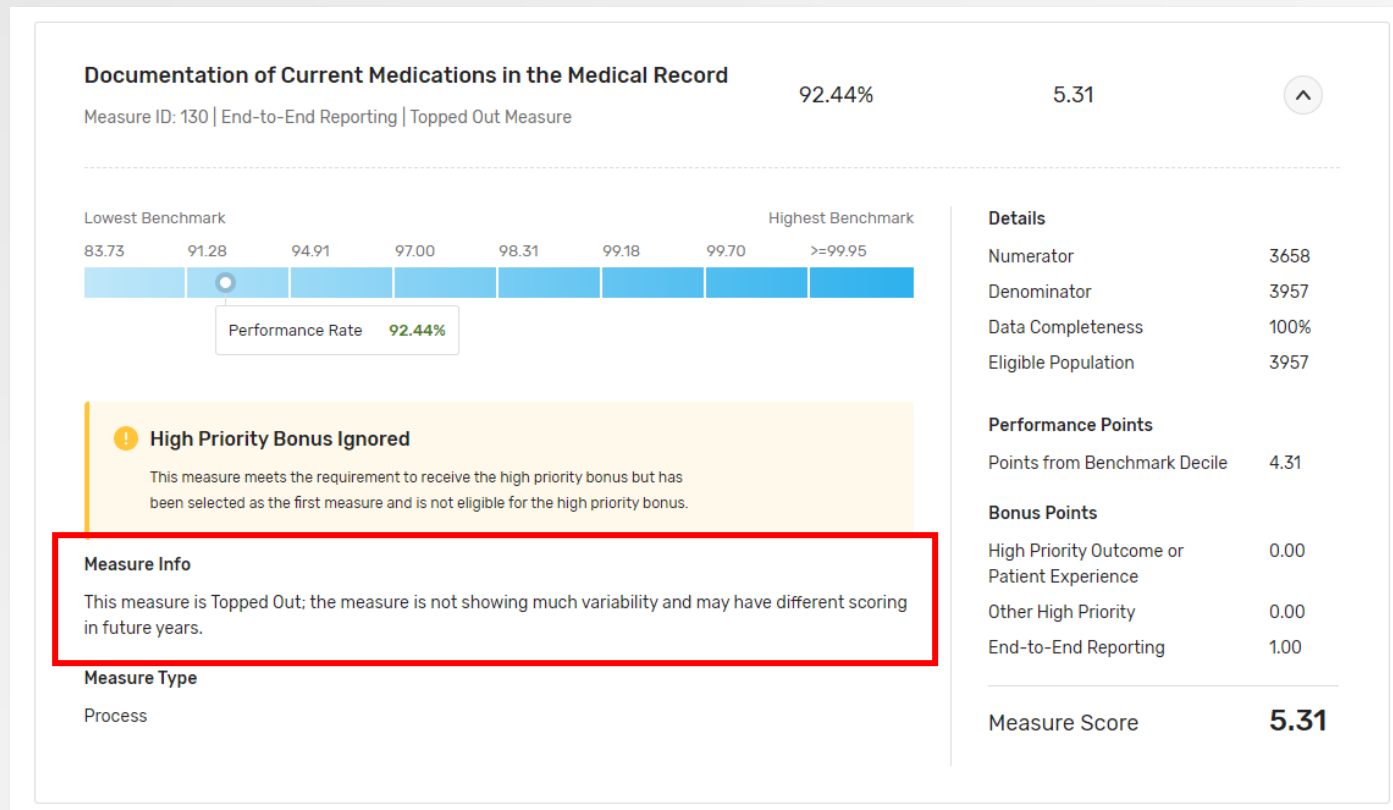 Documentation of Current Medications in the Medical Record
92.44%
5.31
Measure ID: 130 | End-to-End Reporting | Topped Out Measure
Lowest Benchmark
Highest Benchmark
83.73 91.28 94.91 97.00 98.31 99.18 99.70 >=99.95
Performance Rate 92.44%
High Priority Bonus Ignored
This measure meets the requirement to receive the high priority bonus but has
been selected as the first measure and is not eligible for the high priority bonus.
Measure Info
This measure is Topped Out; the measure is not showing much variability and may have different scoring
in future years.
Measure Type
Process
Details
Numerator 3658
Denominator 3957
Data Completeness 100%
Eligible Population 3957
Performance Points
Points from Benchmark Decile 4.31
Bonus Points
High Priority Outcome or 0.00
Patient Experience
Other High Priority 0.00
End-to-End Reporting 1.00
Measure Score 5.31